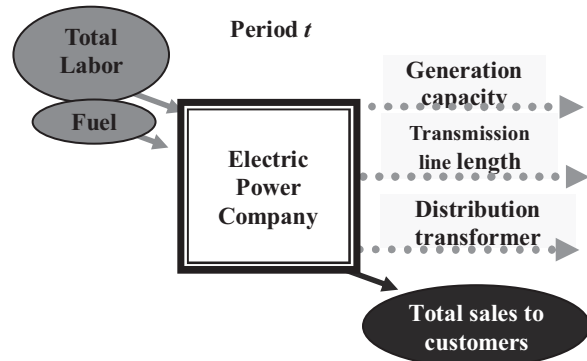 Period t
Total
Labor
Fuel
Electric
Power
Company
Generation
capacity
Transmission
line length
Distribution
transformer
Total sales to
customers